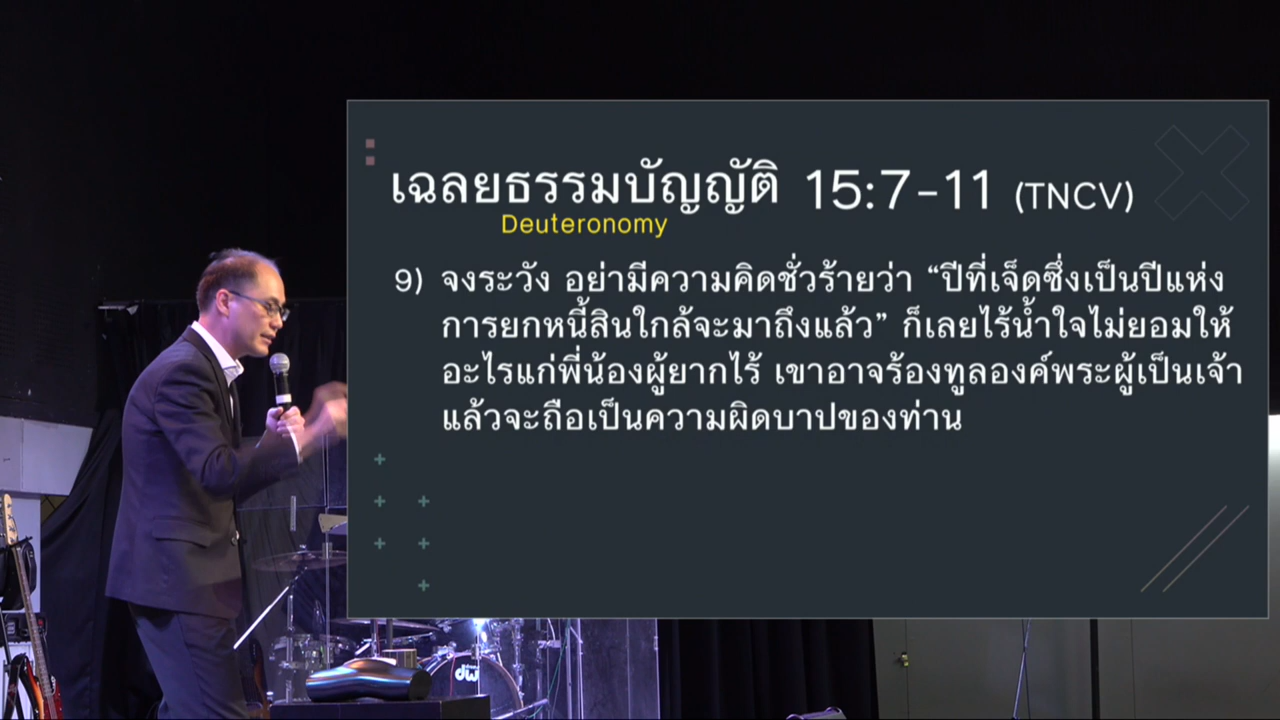 เฉลยธรรมบัญญัติ 15:7-11 (TNCV)
Deuteronomy
9) จงระวัง อย่ามีความคิดชั่วร้ายว่า “ปีที่เจ็ดซึ่งเป็นปีแห่ง
การยกหนี้สินใกล้จะมาถึงแล้ว” ก็เลยไร้น้ำใจไม่ยอมให้
อะไรแก่พี่น้องผู้ยากไร้ เขาอาจร้องทูลองค์พระผู้เป็นเจ้า
แล้วจะถือเป็นความผิดบาปของท่าน
dw